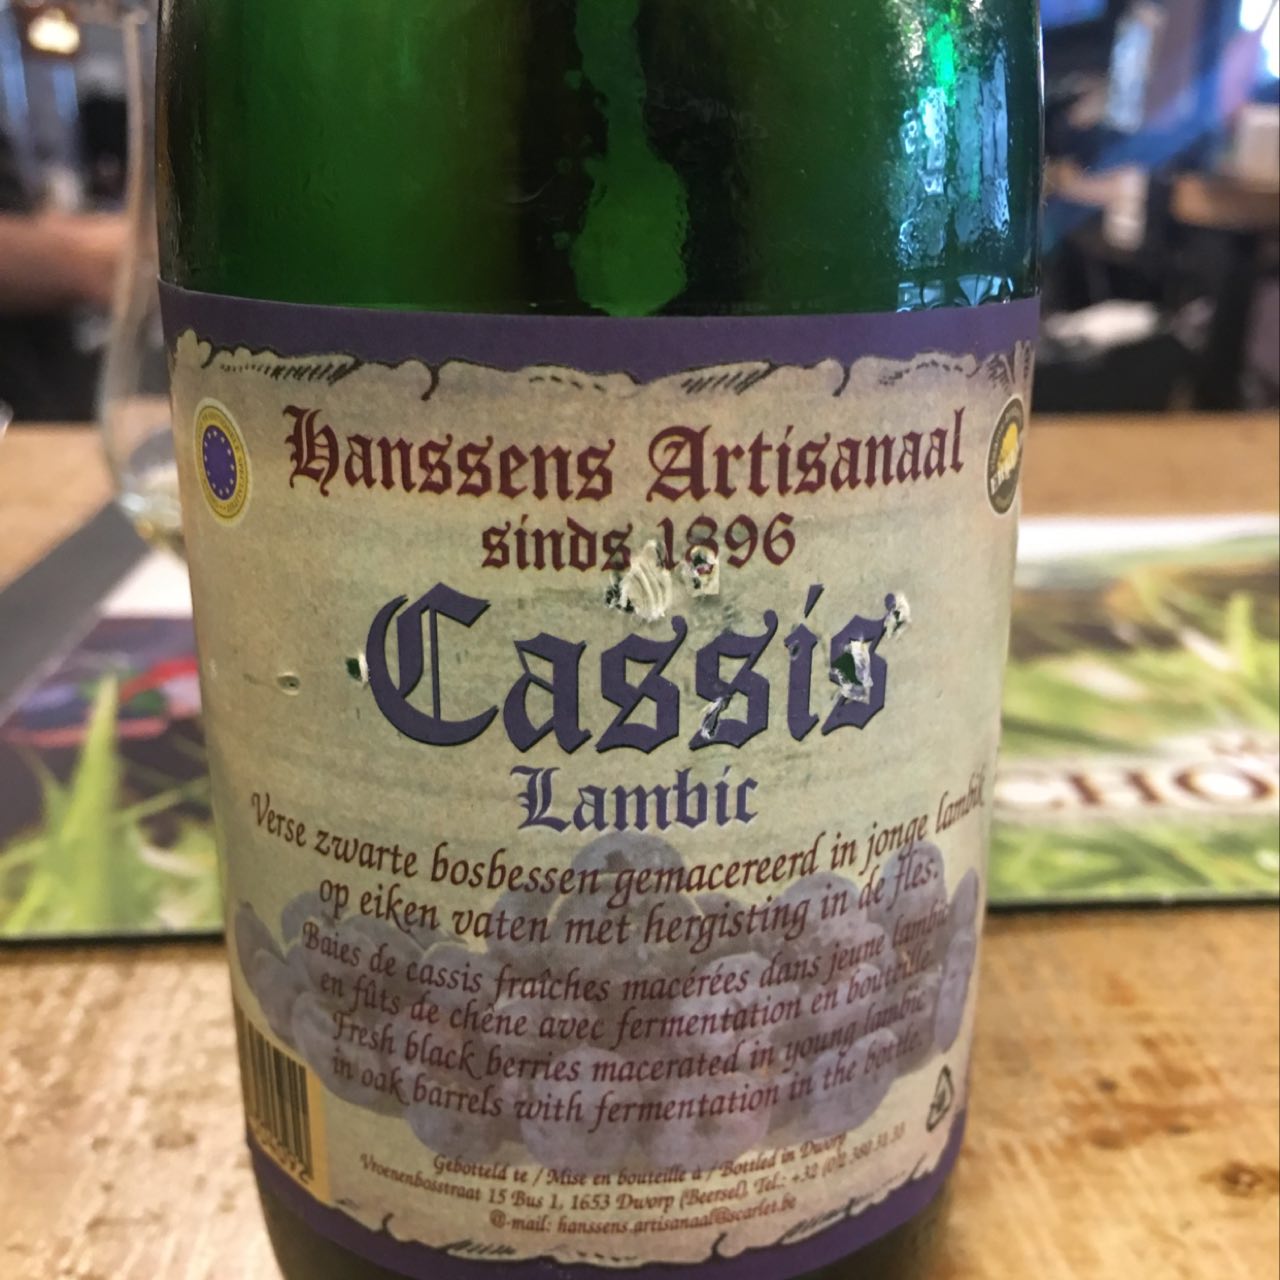 Hanssens Artisanaal
sinds 1896
Cassis
Lambic
Verse zwarte bosbessen gemacereerd in jonge lambik
op eiken vaten met hergisting in de fles.
Baies de cassis fraîches macérées dans jeune lambic
en fûts de chêne avec fermentation en bouteille.
Fresh black berries macerated in young lambic
in oak barrels with fermentation in the bottle.
Gebotteld te / Mise en bouteille à / Bottled in Dworp
Vroenenbosstraat 15 Bus 1, 1653 Dworp (Beersel), Tel.: +32 (0)2 380 31 33
@-mail: hanssens.artisanaal@scarlet.be
CHO